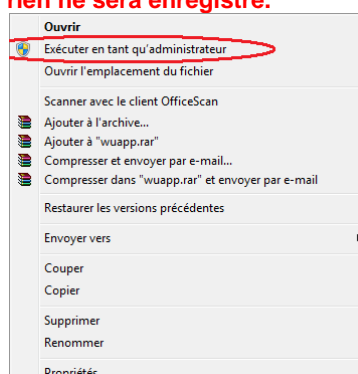 rien ne sera enregistré.
Ouvrir
Exécuter en tant qu'administrateur
Ouvrir l'emplacement du fichier
Scanner avec le client OfficeScan
Ajouter à l'archive...
Ajouter à "wuapp.rar"
Compresser et envoyer par e-mail...
Compresser dans "wuapp.rar" et envoyer par e-mail
Restaurer les versions précédentes
Envoyer vers
Couper
Copier
Supprimer
Renommer
Propriétés